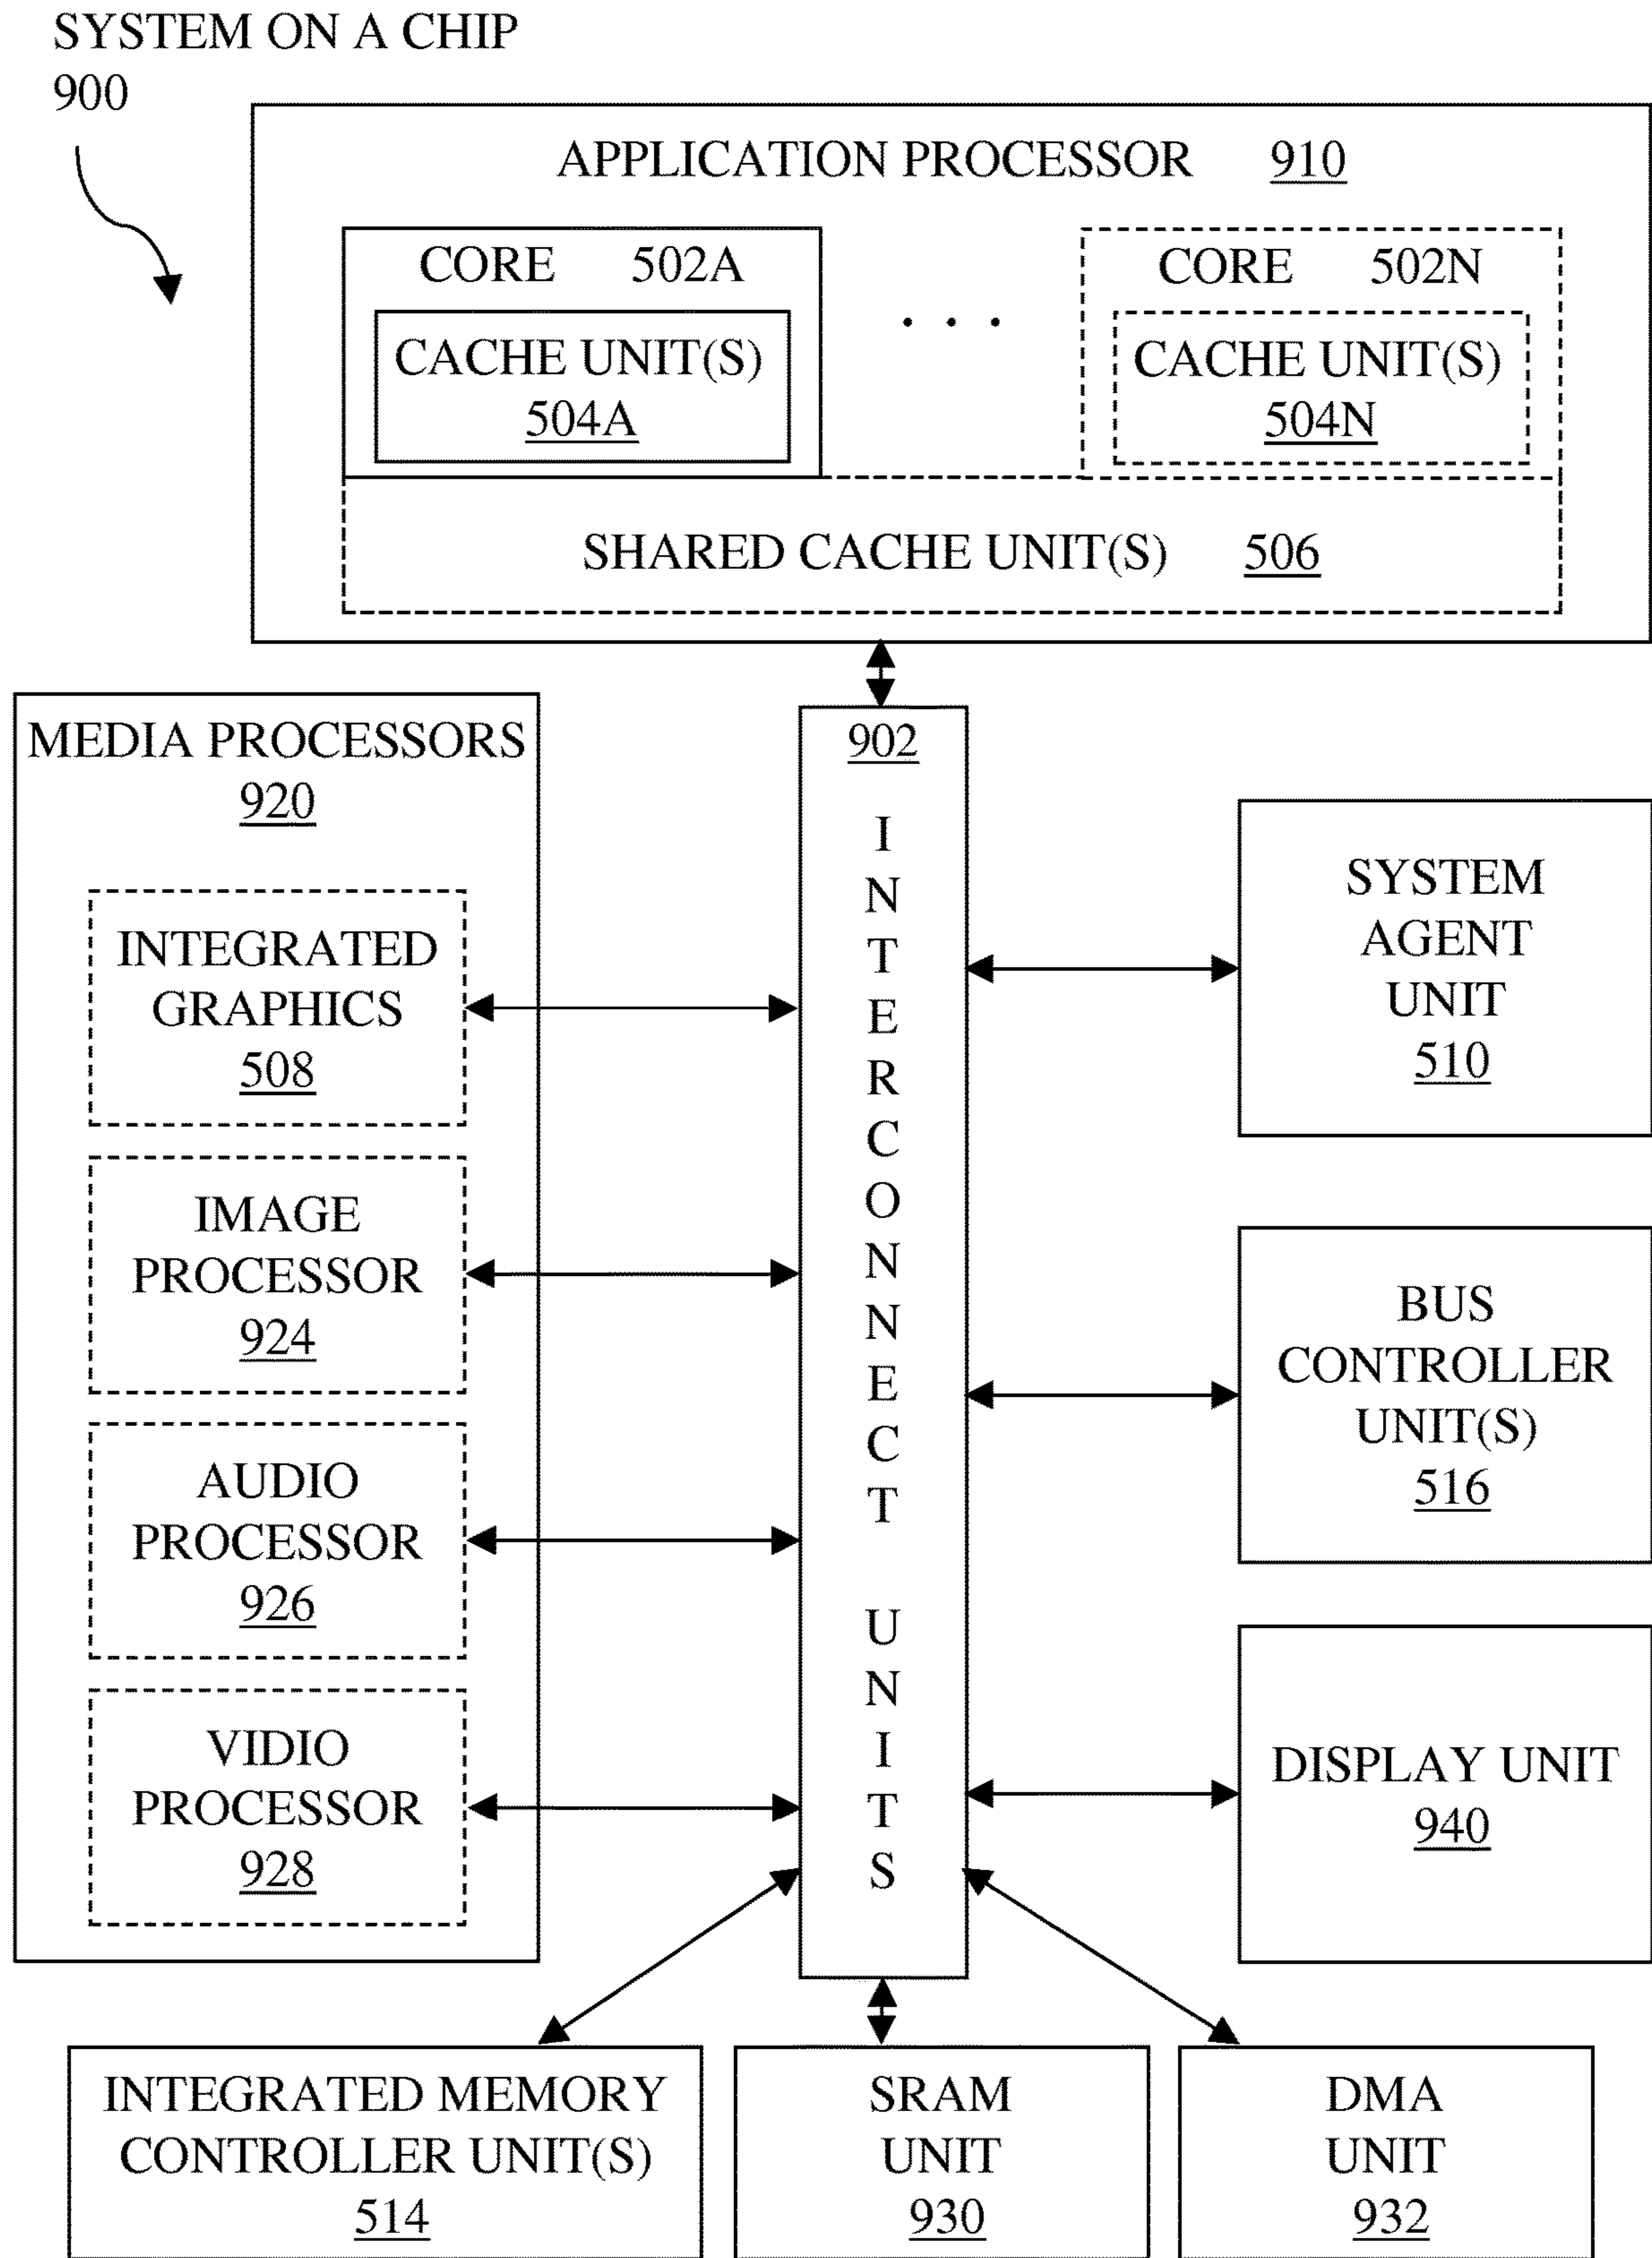 SYSTEM ON A CHIP
900
APPLICATION PROCESSOR 910
CORE 502A
CACHE UNIT(S)
504A
. . .
CORE 502N
CACHE UNIT(S)
504N
SHARED CACHE UNIT(S) 506
MEDIA PROCESSORS
920
INTEGRATED
GRAPHICS
508
IMAGE
PROCESSOR
924
AUDIO
PROCESSOR
926
VIDIO
PROCESSOR
928
902
INTERCONNECT UNITS
SYSTEM
AGENT
UNIT
510
BUS
CONTROLLER
UNIT(S)
516
DISPLAY UNIT
940
INTEGRATED MEMORY
CONTROLLER UNIT(S)
514
SRAM
UNIT
930
DMA
UNIT
932